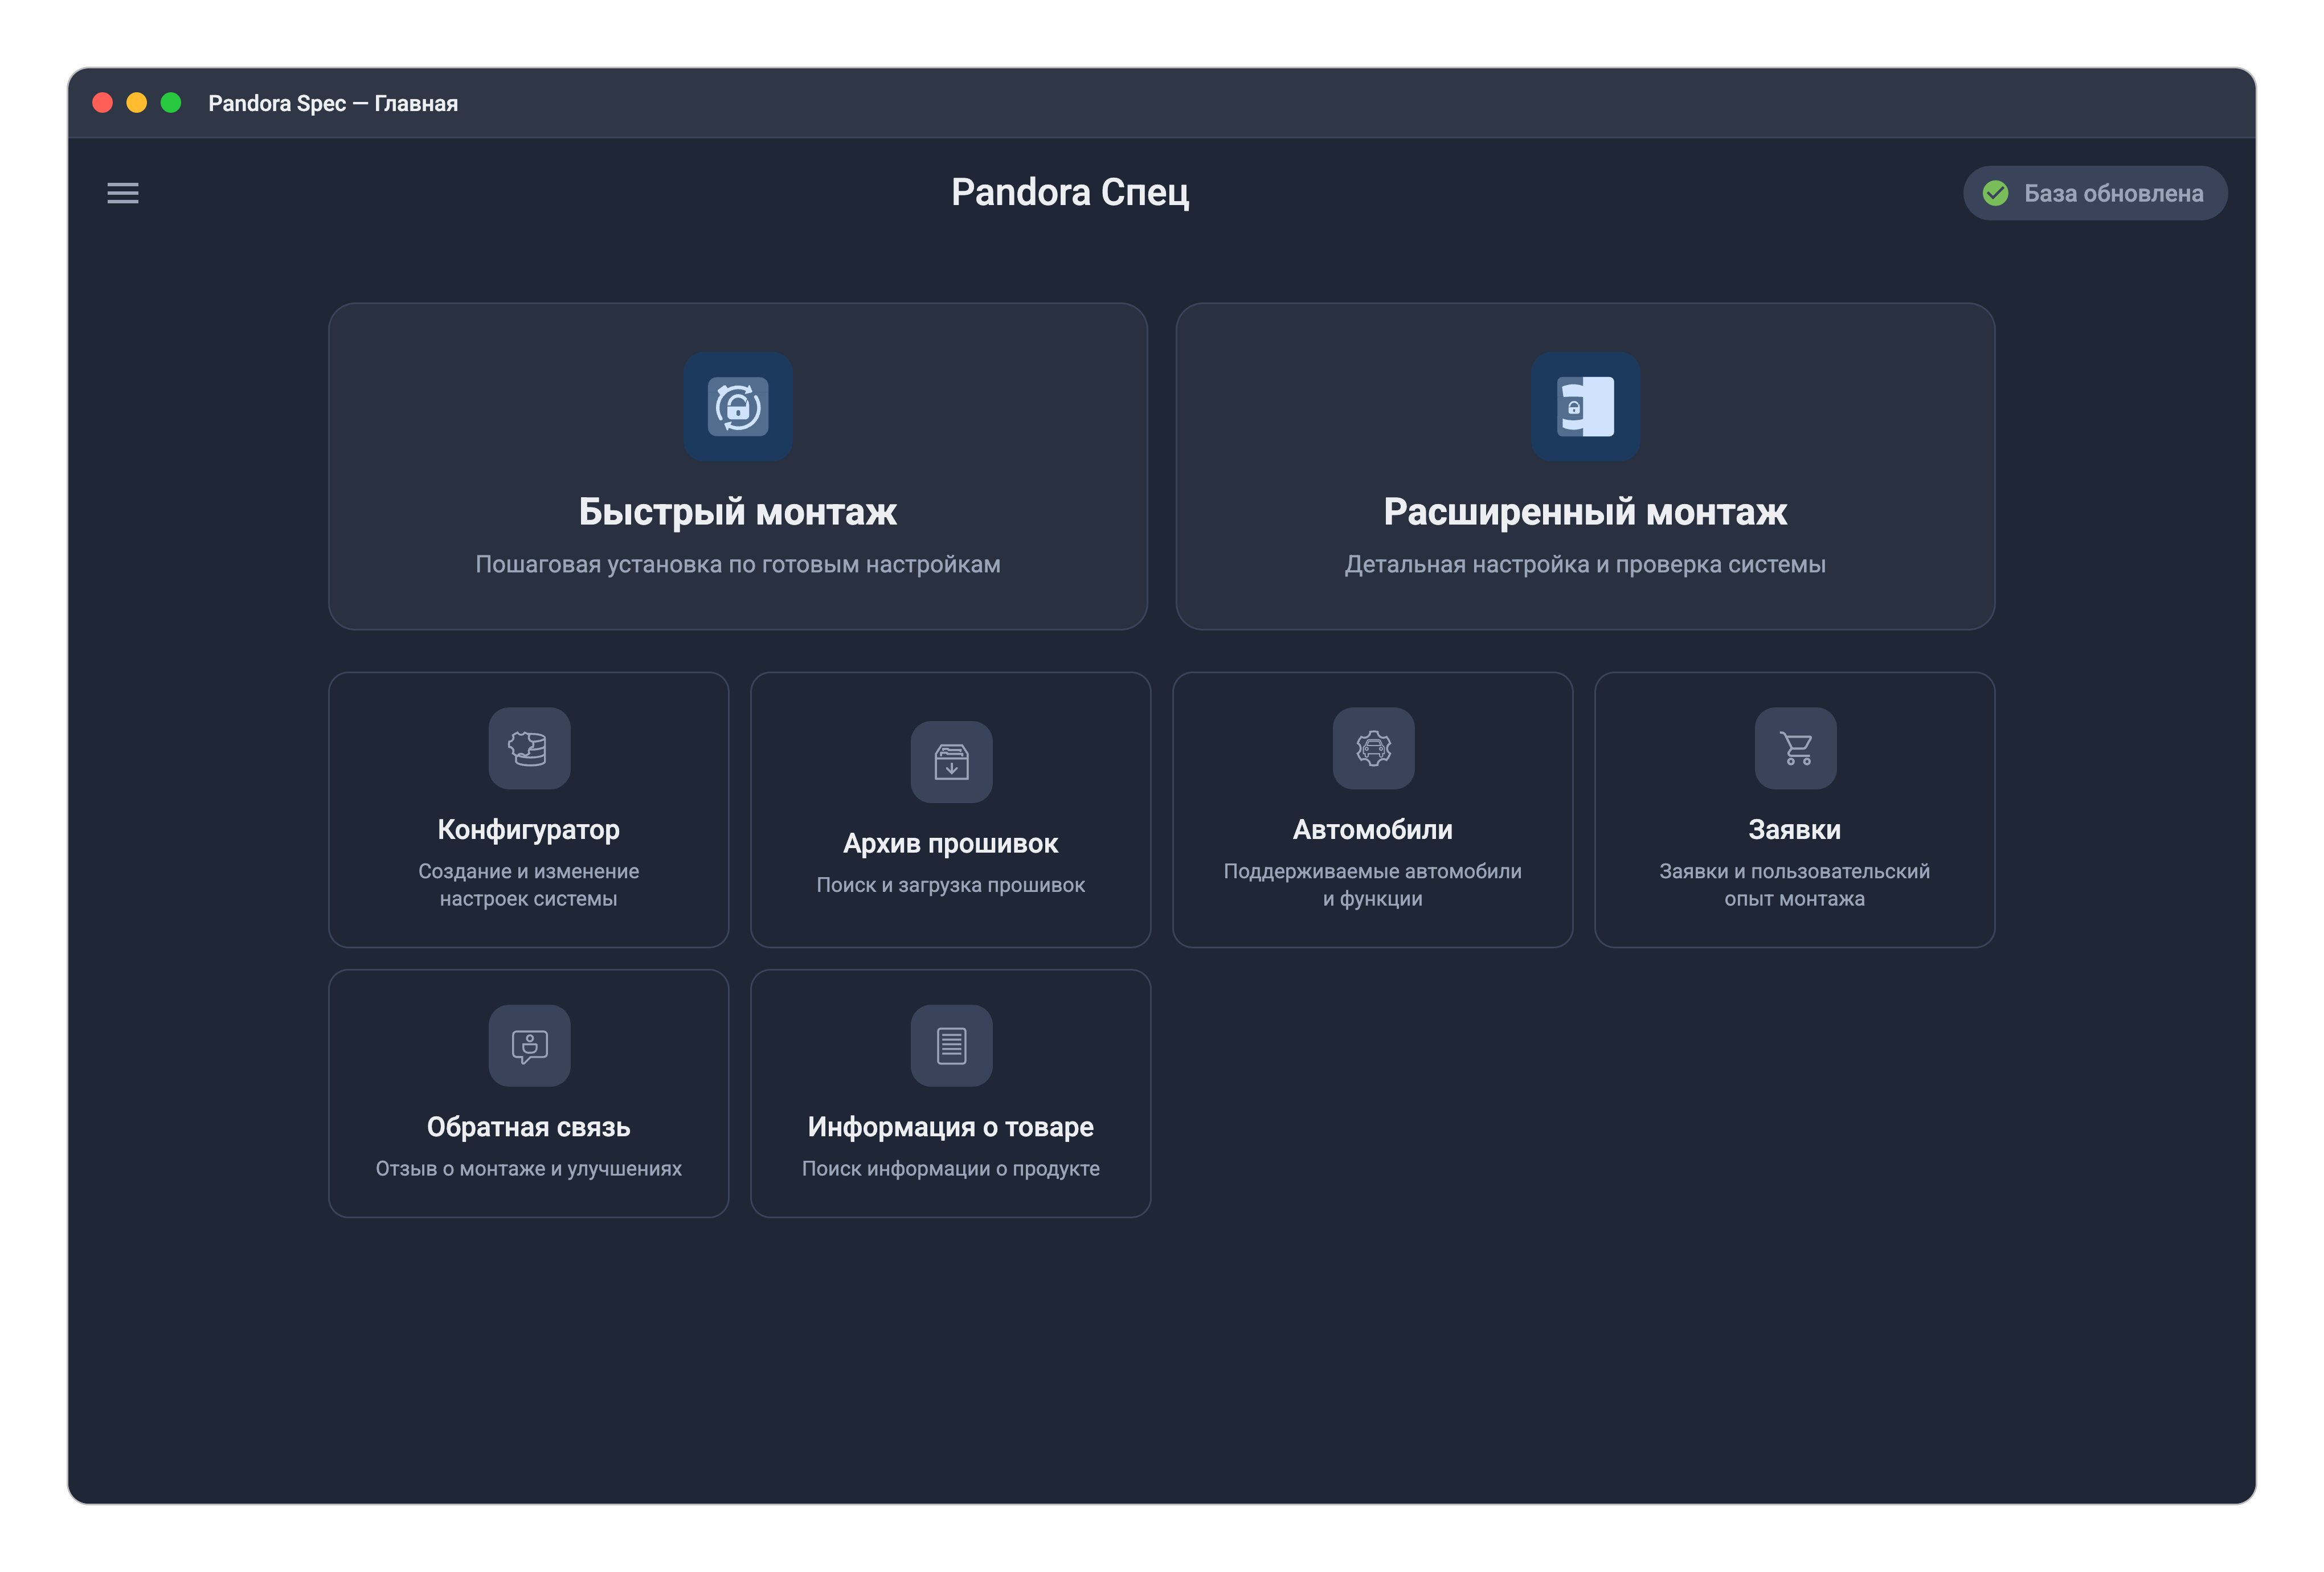 Pandora Spec — Главная
Pandora Спец
База обновлена
Быстрый монтаж
Пошаговая установка по готовым настройкам
Расширенный монтаж
Детальная настройка и проверка системы
Конфигуратор
Создание и изменение
настроек системы
Архив прошивок
Поиск и загрузка прошивок
Автомобили
Поддерживаемые автомобили
и функции
Заявки
Заявки и пользовательский
опыт монтажа
Обратная связь
Отзыв о монтаже и улучшениях
Информация о товаре
Поиск информации о продукте